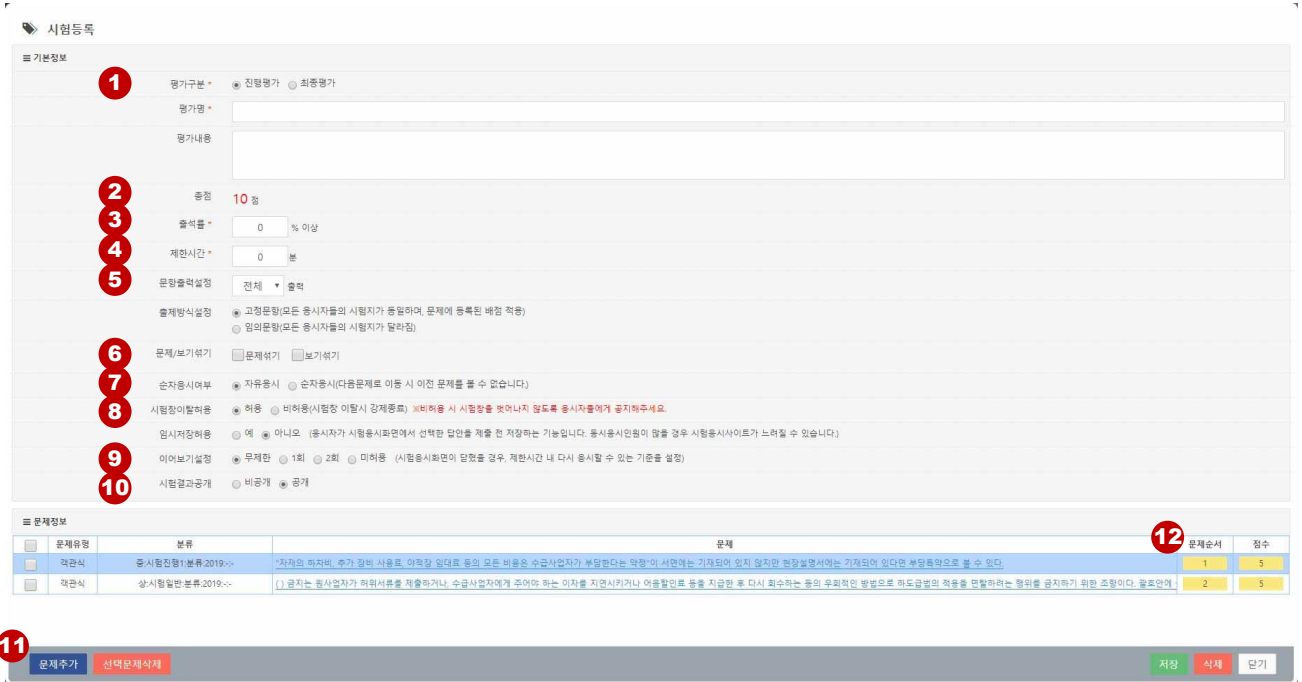 시험등록
기본정보
1 평가구분 * 진행평가 최종평가
평가명 *
평가내용
2 총점 10 점
3 출석률 * 0 % 이상
4 제한시간 * 0 분
5 문항출력설정 전체 출력
출제방식설정 고정문항(모든 응시자들의 시험지가 동일하며, 문제에 등록된 배점 적용)
임의문항(모든 응시자들의 시험지가 달라짐)
6 문제/보기섞기 문제섞기 보기섞기
7 순차응시여부 자유응시 순차응시(다음문제로 이동 시 이전 문제를 볼 수 없습니다.)
8 시험창이탈허용 허용 비허용(시험창 이탈시 강제종료) ※비허용 시 시험창을 벗어나지 않도록 응시자들에게 공지해주세요.
임시저장허용 예 아니오 (응시자가 시험응시화면에서 선택한 답안을 제출 전 저장하는 기능입니다. 동시응시인원이 많을 경우 시험응시사이트가 느려질 수 있습니다.)
9 이어보기설정 무제한 1회 2회 미허용 (시험응시화면이 닫혔을 경우, 제한시간 내 다시 응시할 수 있는 기준을 설정)
10 시험결과공개 비공개 공개
문제정보
12
문제유형 분류 문제 문제순서 점수
객관식 중:시험진행1:분류:2019:-:- "자재의 하자비, 추가 장비 사용료, 야적장 임대료 등의 모든 비용은 수급사업자가 부담한다는 약정"이 서면에는 기재되어 있지 않지만 현장설명서에는 기재되어 있다면 부당특약으로 볼 수 있다. 1 5
객관식 상:시험일반:분류:2019:-:- ( ) 금지는 원사업자가 허위서류를 제출하거나, 수급사업자에게 주어야 하는 이자를 지연시키거나 어음할인료 등을 지급한 후 다시 회수하는 등의 우회적인 방법으로 하도급법의 적용을 면탈하려는 행위를 금지하기 위한 조항이다. 괄호안에 2 5
11
문제추가 선택문제삭제 저장 삭제 닫기